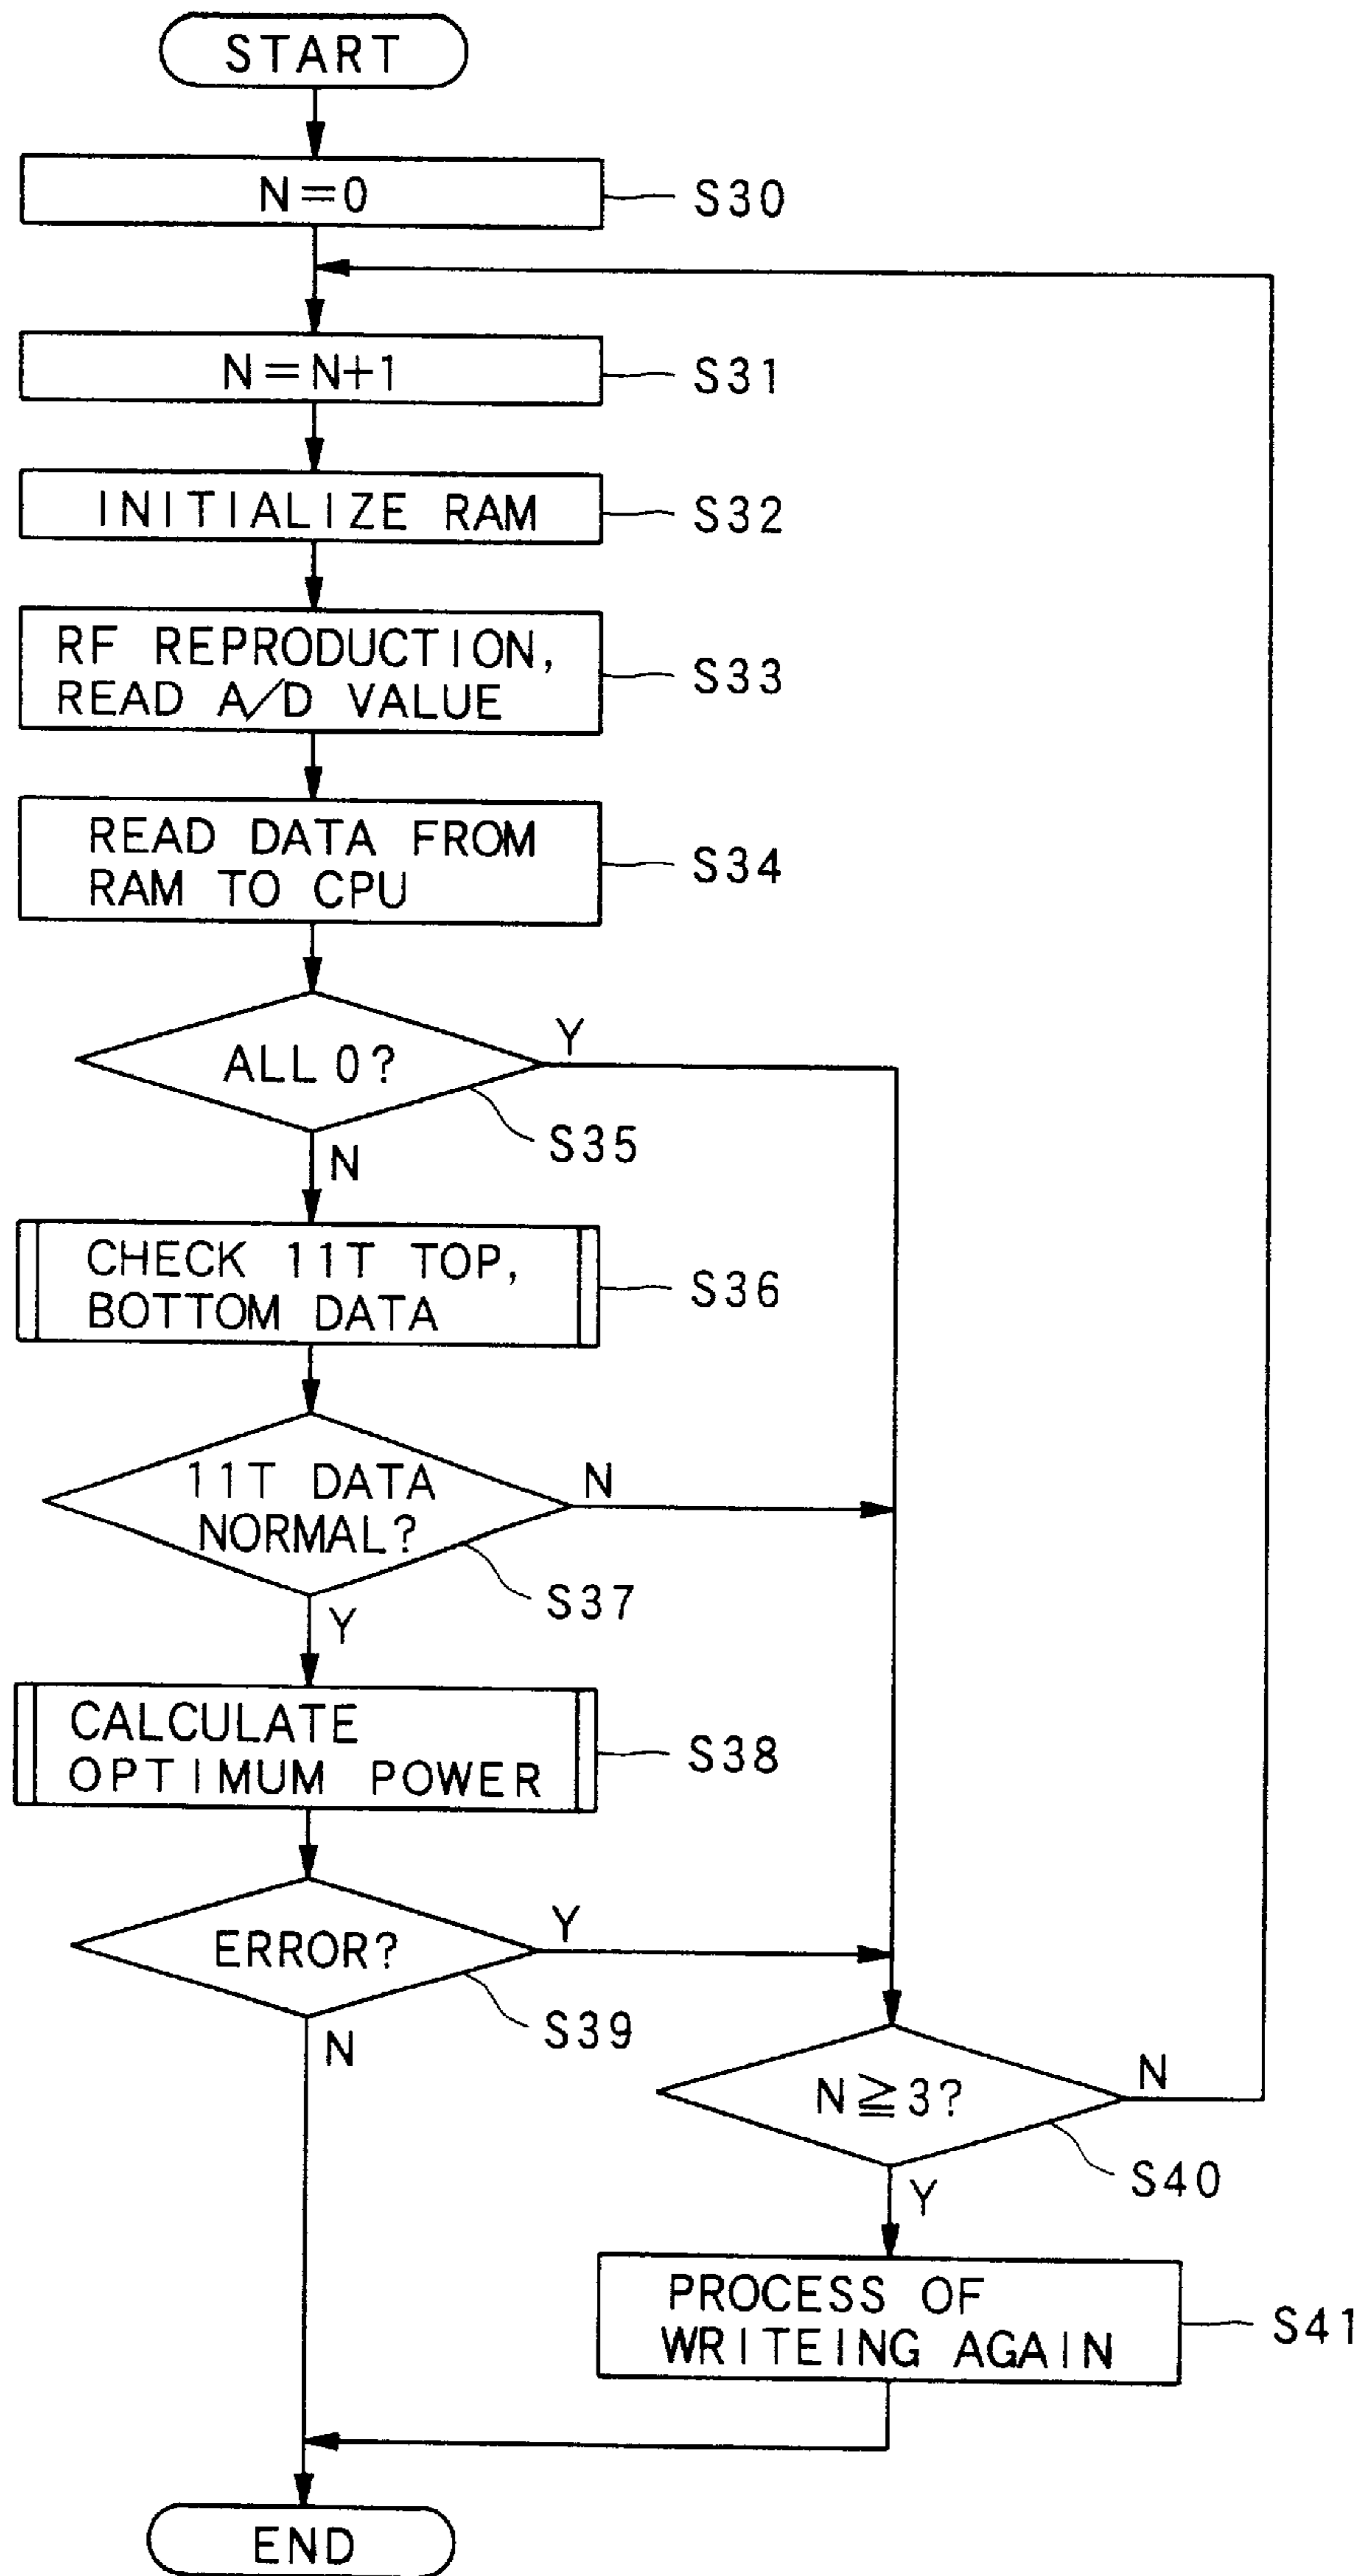 START
N=0
S30
N=N+1
S31
INITIALIZE RAM
S32
RF REPRODUCTION,
READ A/D VALUE
S33
READ DATA FROM
RAM TO CPU
S34
ALL 0?
Y
S35
N
CHECK 11T TOP,
BOTTOM DATA
S36
11T DATA
NORMAL?
N
S37
Y
CALCULATE
OPTIMUM POWER
S38
ERROR?
Y
S39
N
N≧3?
N
S40
Y
PROCESS OF
WRITEING AGAIN
S41
END